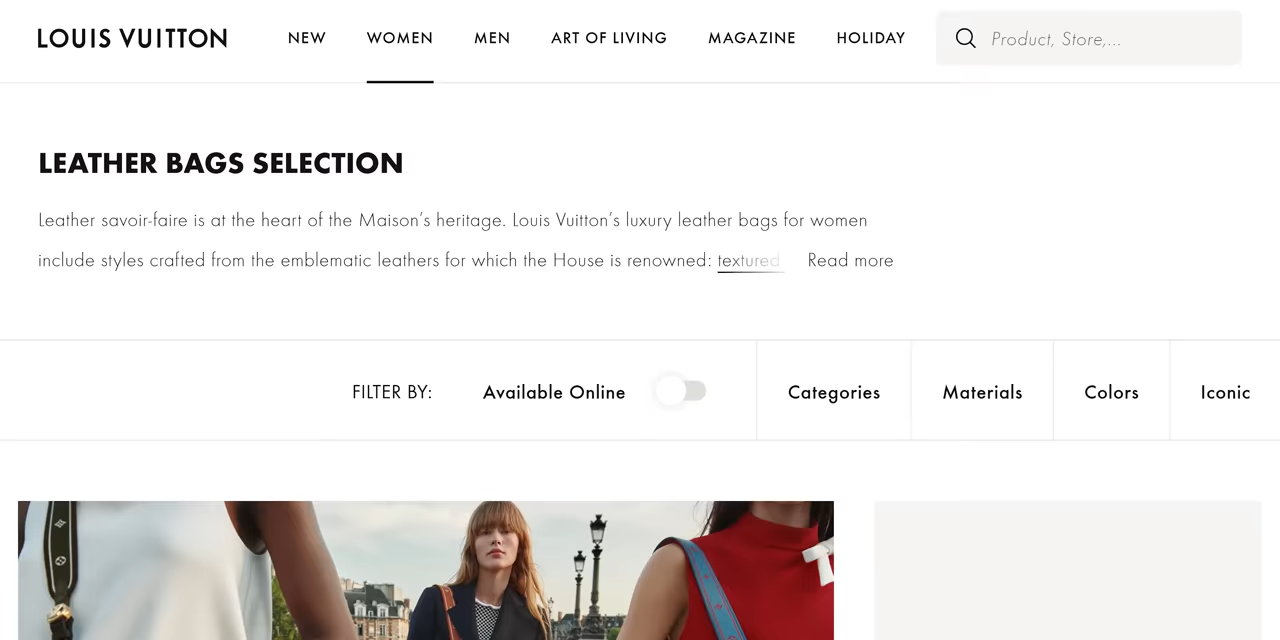 LOUIS VUITTON
NEW WOMEN MEN ART OF LIVING MAGAZINE HOLIDAY
Product, Store,...
LEATHER BAGS SELECTION
Leather savoir-faire is at the heart of the Maison’s heritage. Louis Vuitton’s luxury leather bags for women
include styles crafted from the emblematic leathers for which the House is renowned: textured Read more
FILTER BY: Available Online Categories Materials Colors Iconic